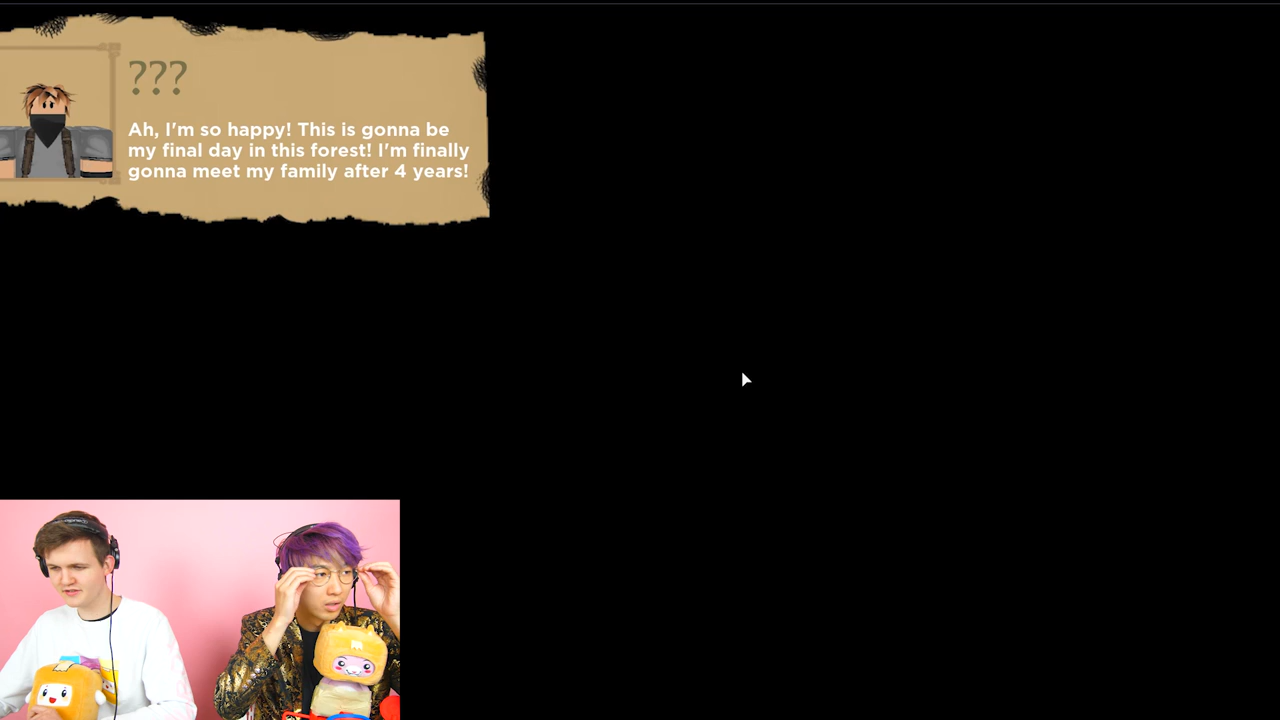 ???
Ah, I'm so happy! This is gonna be
my final day in this forest! I'm finally
gonna meet my family after 4 years!